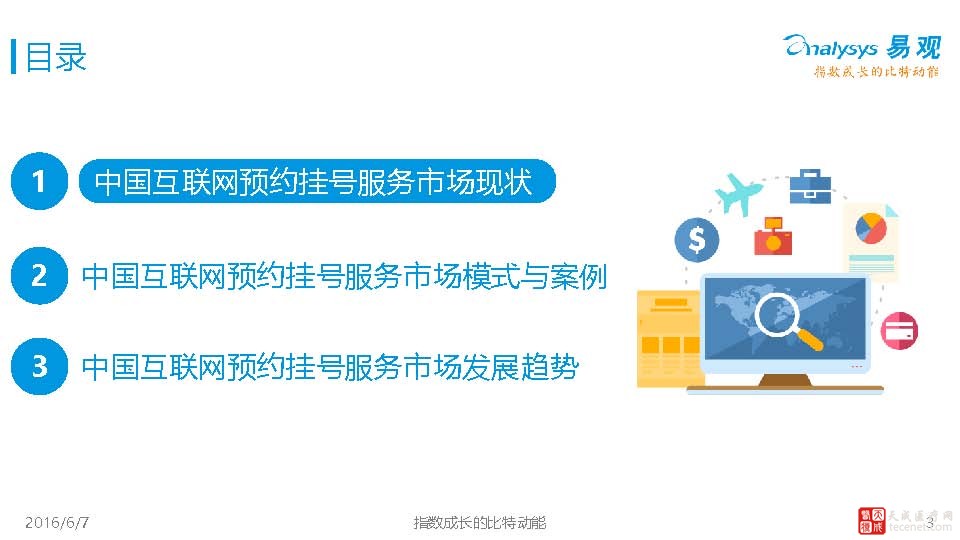 目录
analysys 易观
指数成长的比特动能
1 中国互联网预约挂号服务市场现状
2 中国互联网预约挂号服务市场模式与案例
3 中国互联网预约挂号服务市场发展趋势
$
2016/6/7
指数成长的比特动能
天成医疗网
tecenet.com
3